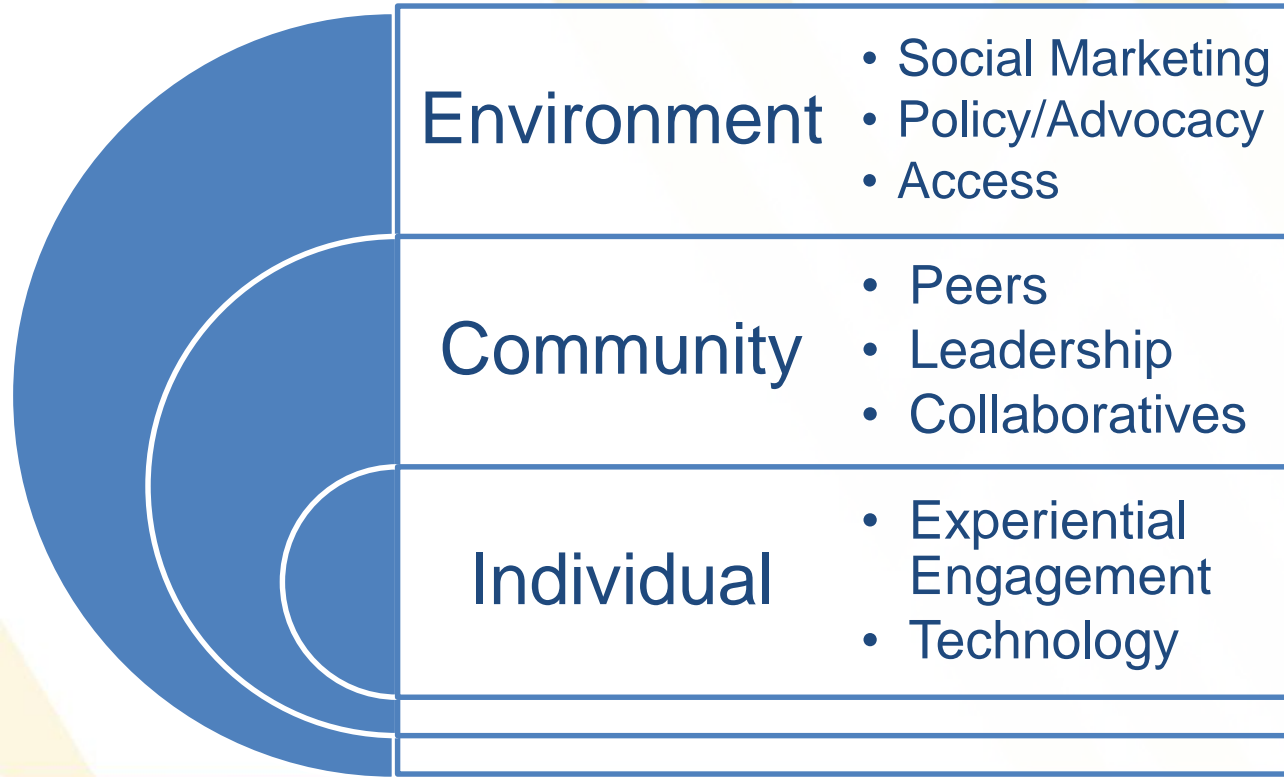 Environment
• Social Marketing
• Policy/Advocacy
• Access
Community
• Peers
• Leadership
• Collaboratives
Individual
• Experiential
Engagement
• Technology